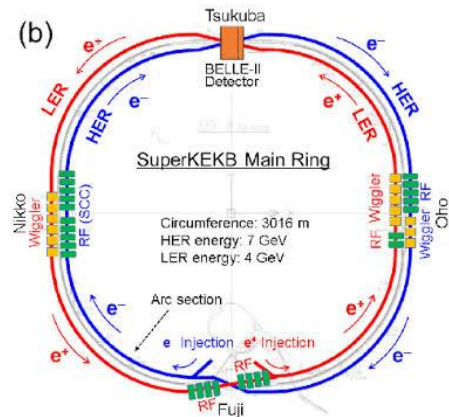 (b)
Tsukuba
BELLE-II
Detector
e+
e+
LER
HER
e−
e−
e+
HER
LER
SuperKEKB Main Ring
Circumference: 3016 m
HER energy: 7 GeV
LER energy: 4 GeV
Nikko
Wiggler
RF (SCC)
RF Wiggler
Wiggler RF
Oho
Arc section
e− Injection
e+ Injection
e−
e+
e+
e−
RF
RF
Fuji